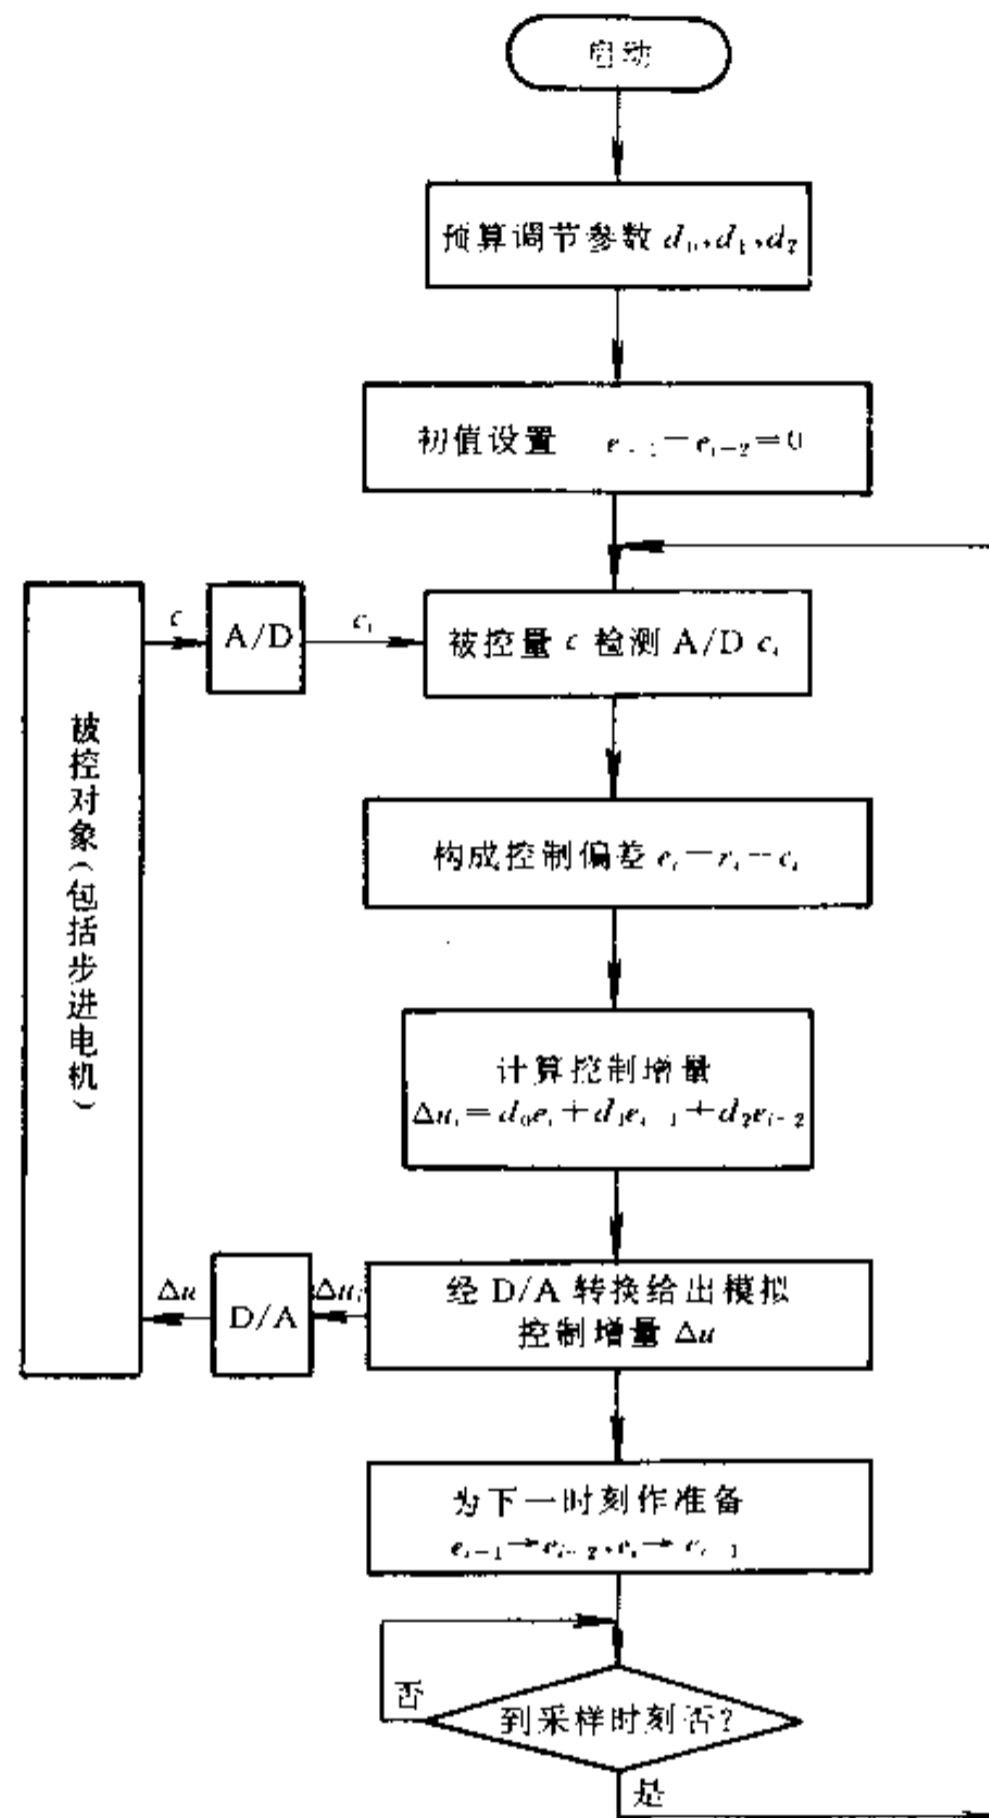 启动
预算调节参数 d₀,d₁,d₂
初值设置 eᵢ₋₁=eᵢ₋₂=0
c
A/D
cᵢ
被控量 c 检测 A/D cᵢ
被控对象(包括步进电机)
构成控制偏差 eᵢ=rᵢ-cᵢ
计算控制增量
Δuᵢ=d₀eᵢ+d₁eᵢ₋₁+d₂eᵢ₋₂
Δu
D/A
Δuᵢ
经 D/A 转换给出模拟
控制增量 Δu
为下一时刻作准备
eᵢ₋₁→eᵢ₋₂,eᵢ→eᵢ₋₁
否
到采样时刻否?
是